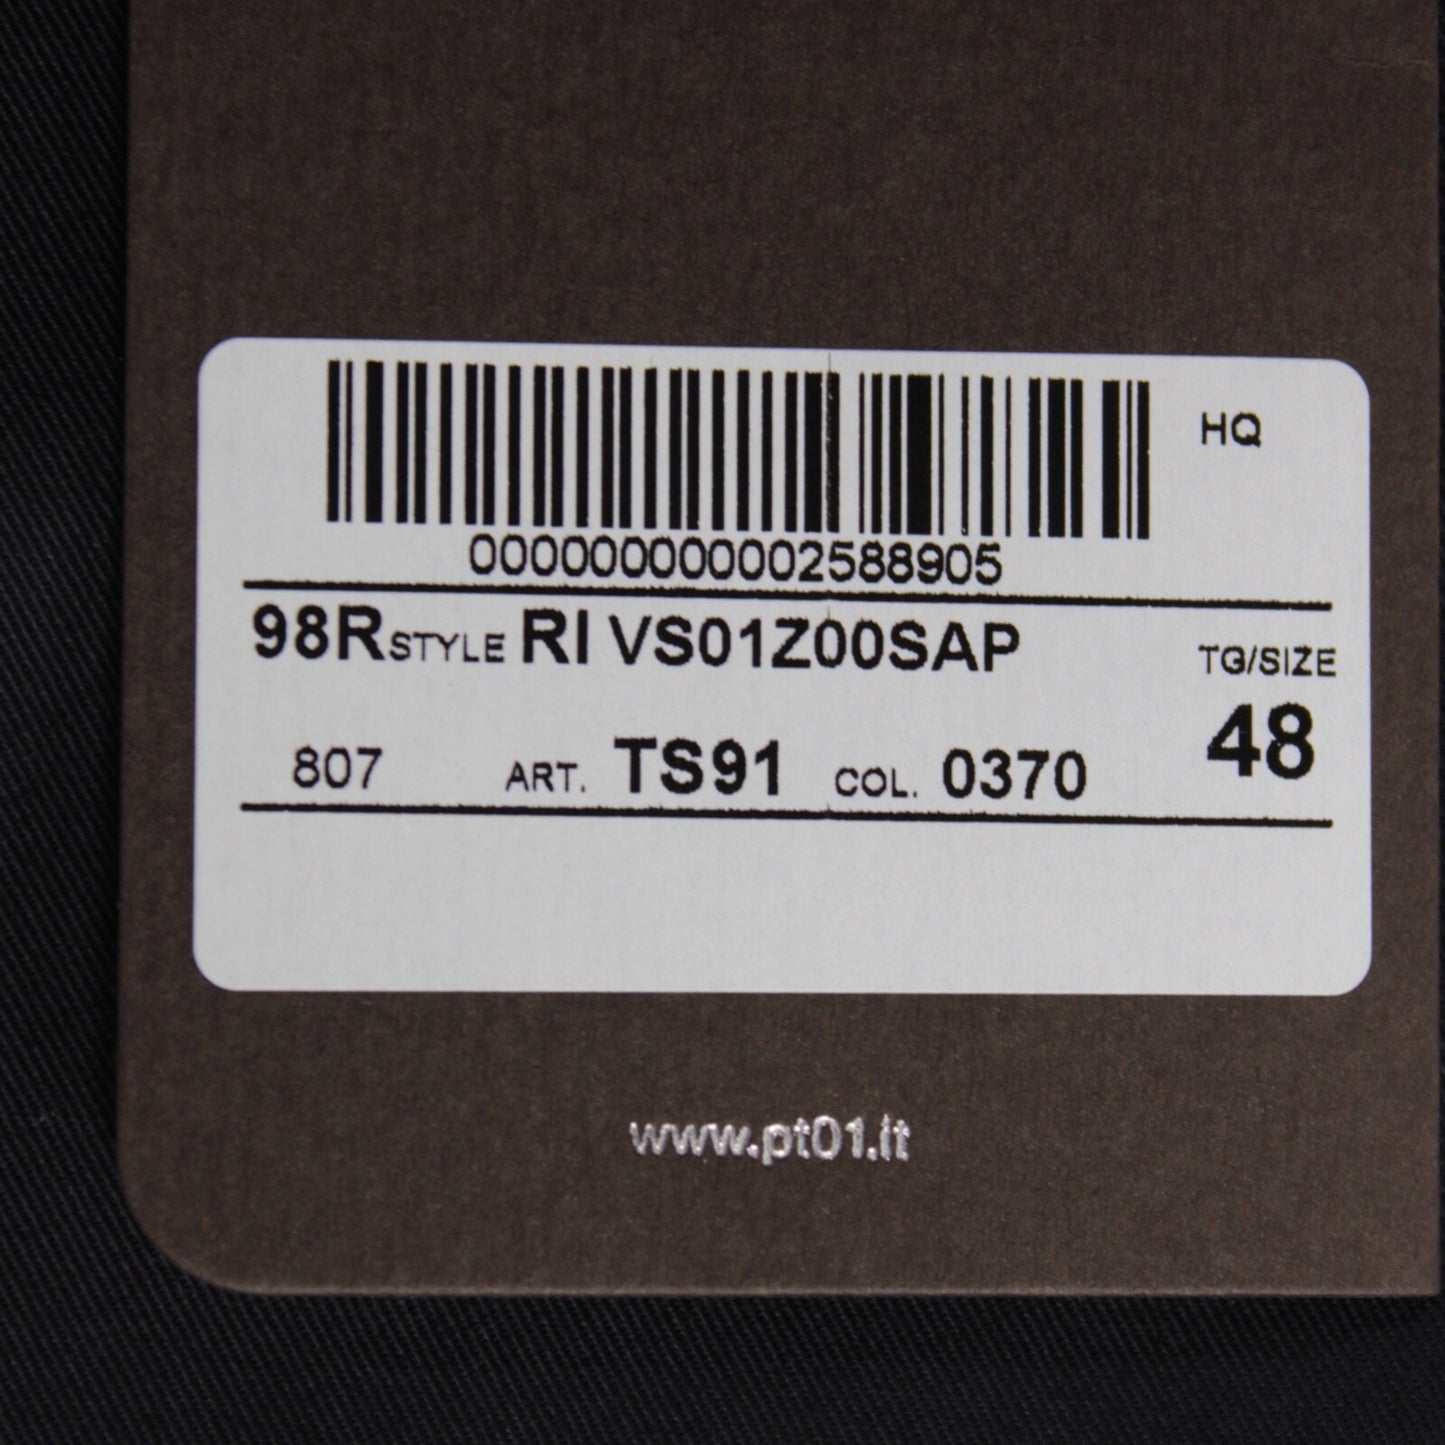 HQ
0000000000002588905
98R STYLE RI VS01Z00SAP
TG/SIZE
48
807 ART. TS91 COL. 0370
www.pt01.it